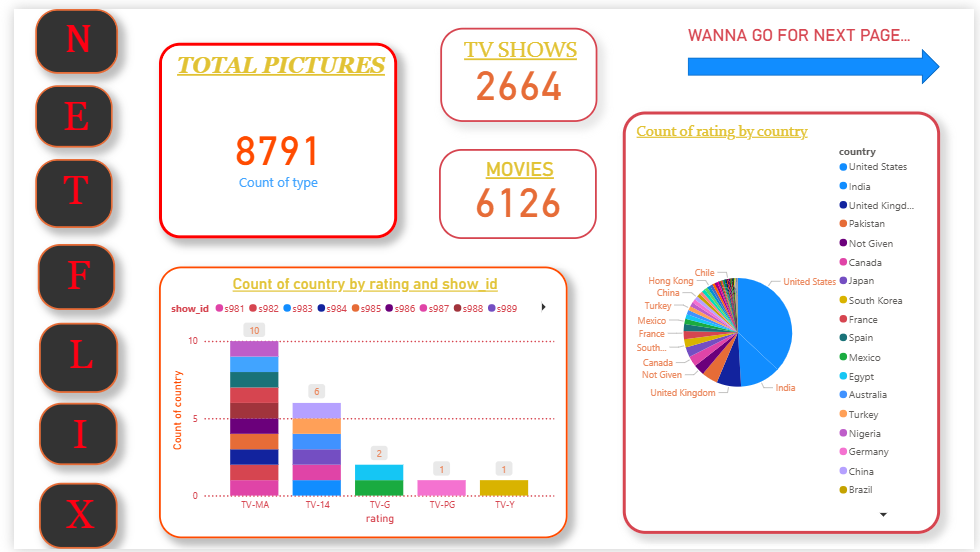 N
E
T
F
L
I
X
TOTAL PICTURES
8791
Count of type
TV SHOWS
2664
MOVIES
6126
WANNA GO FOR NEXT PAGE...
Count of country by rating and show_id
show_id s981 s982 s983 s984 s985 s986 s987 s988 s989
Count of country
10
5
0
10
6
2
1
1
TV-MA TV-14 TV-G TV-PG TV-Y
rating
Count of rating by country
Chile
Hong Kong
China
Turkey
Mexico
France
South...
Canada
Not Given
United Kingdom
India
United States
country
United States
India
United Kingd...
Pakistan
Not Given
Canada
Japan
South Korea
France
Spain
Mexico
Egypt
Australia
Turkey
Nigeria
Germany
China
Brazil